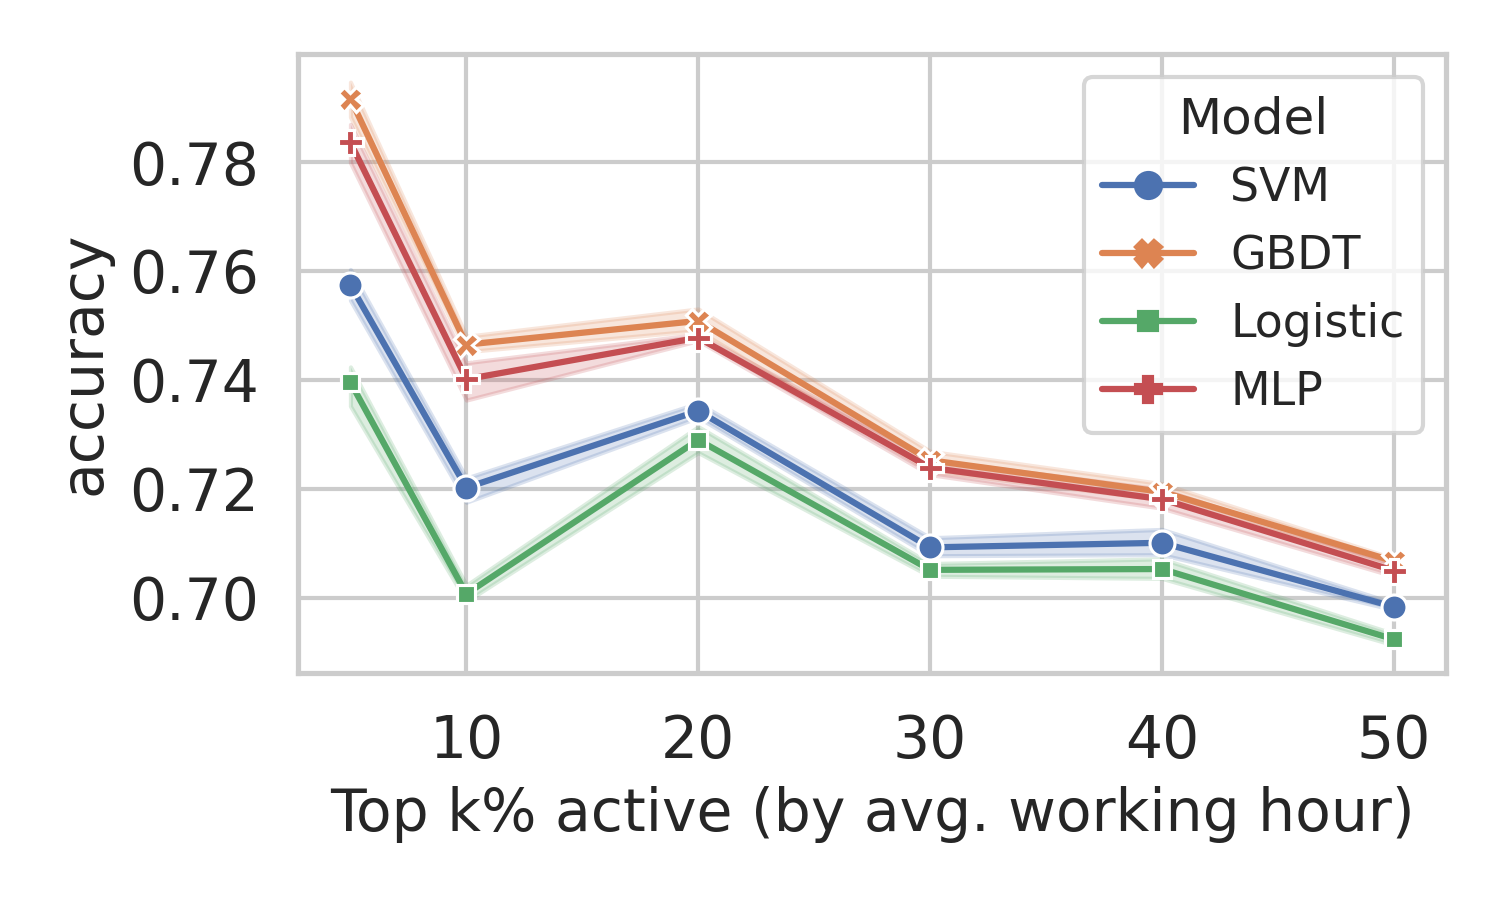 Model
SVM
GBDT
Logistic
MLP
accuracy
0.78
0.76
0.74
0.72
0.70
10 20 30 40 50
Top k% active (by avg. working hour)